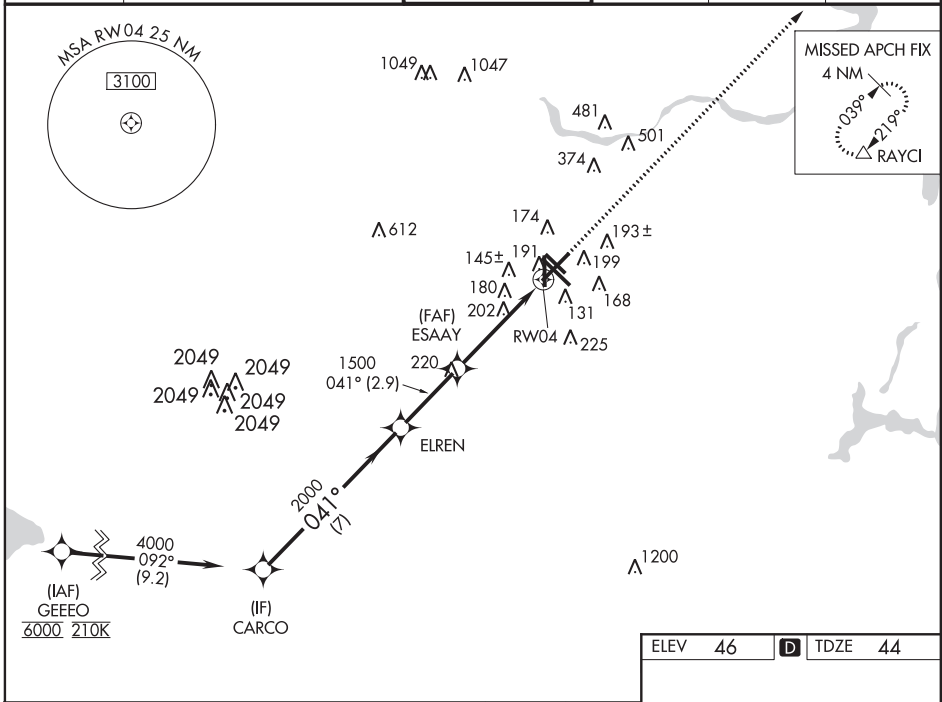 MSA RW04 25 NM
3100
1049
1047
MISSED APCH FIX
4 NM
039°
219°
RAYCI
481
501
374
612
174
193±
191
199
145±
180
168
202
131
(FAF)
ESAAY
RW04
225
1500
041° (2.9)
220
2049
2049
2049
2049
2049
ELREN
2000
041°
(7)
4000
092°
(9.2)
1200
(IAF)
GEEEO
6000 210K
(IF)
CARCO
ELEV 46 D TDZE 44